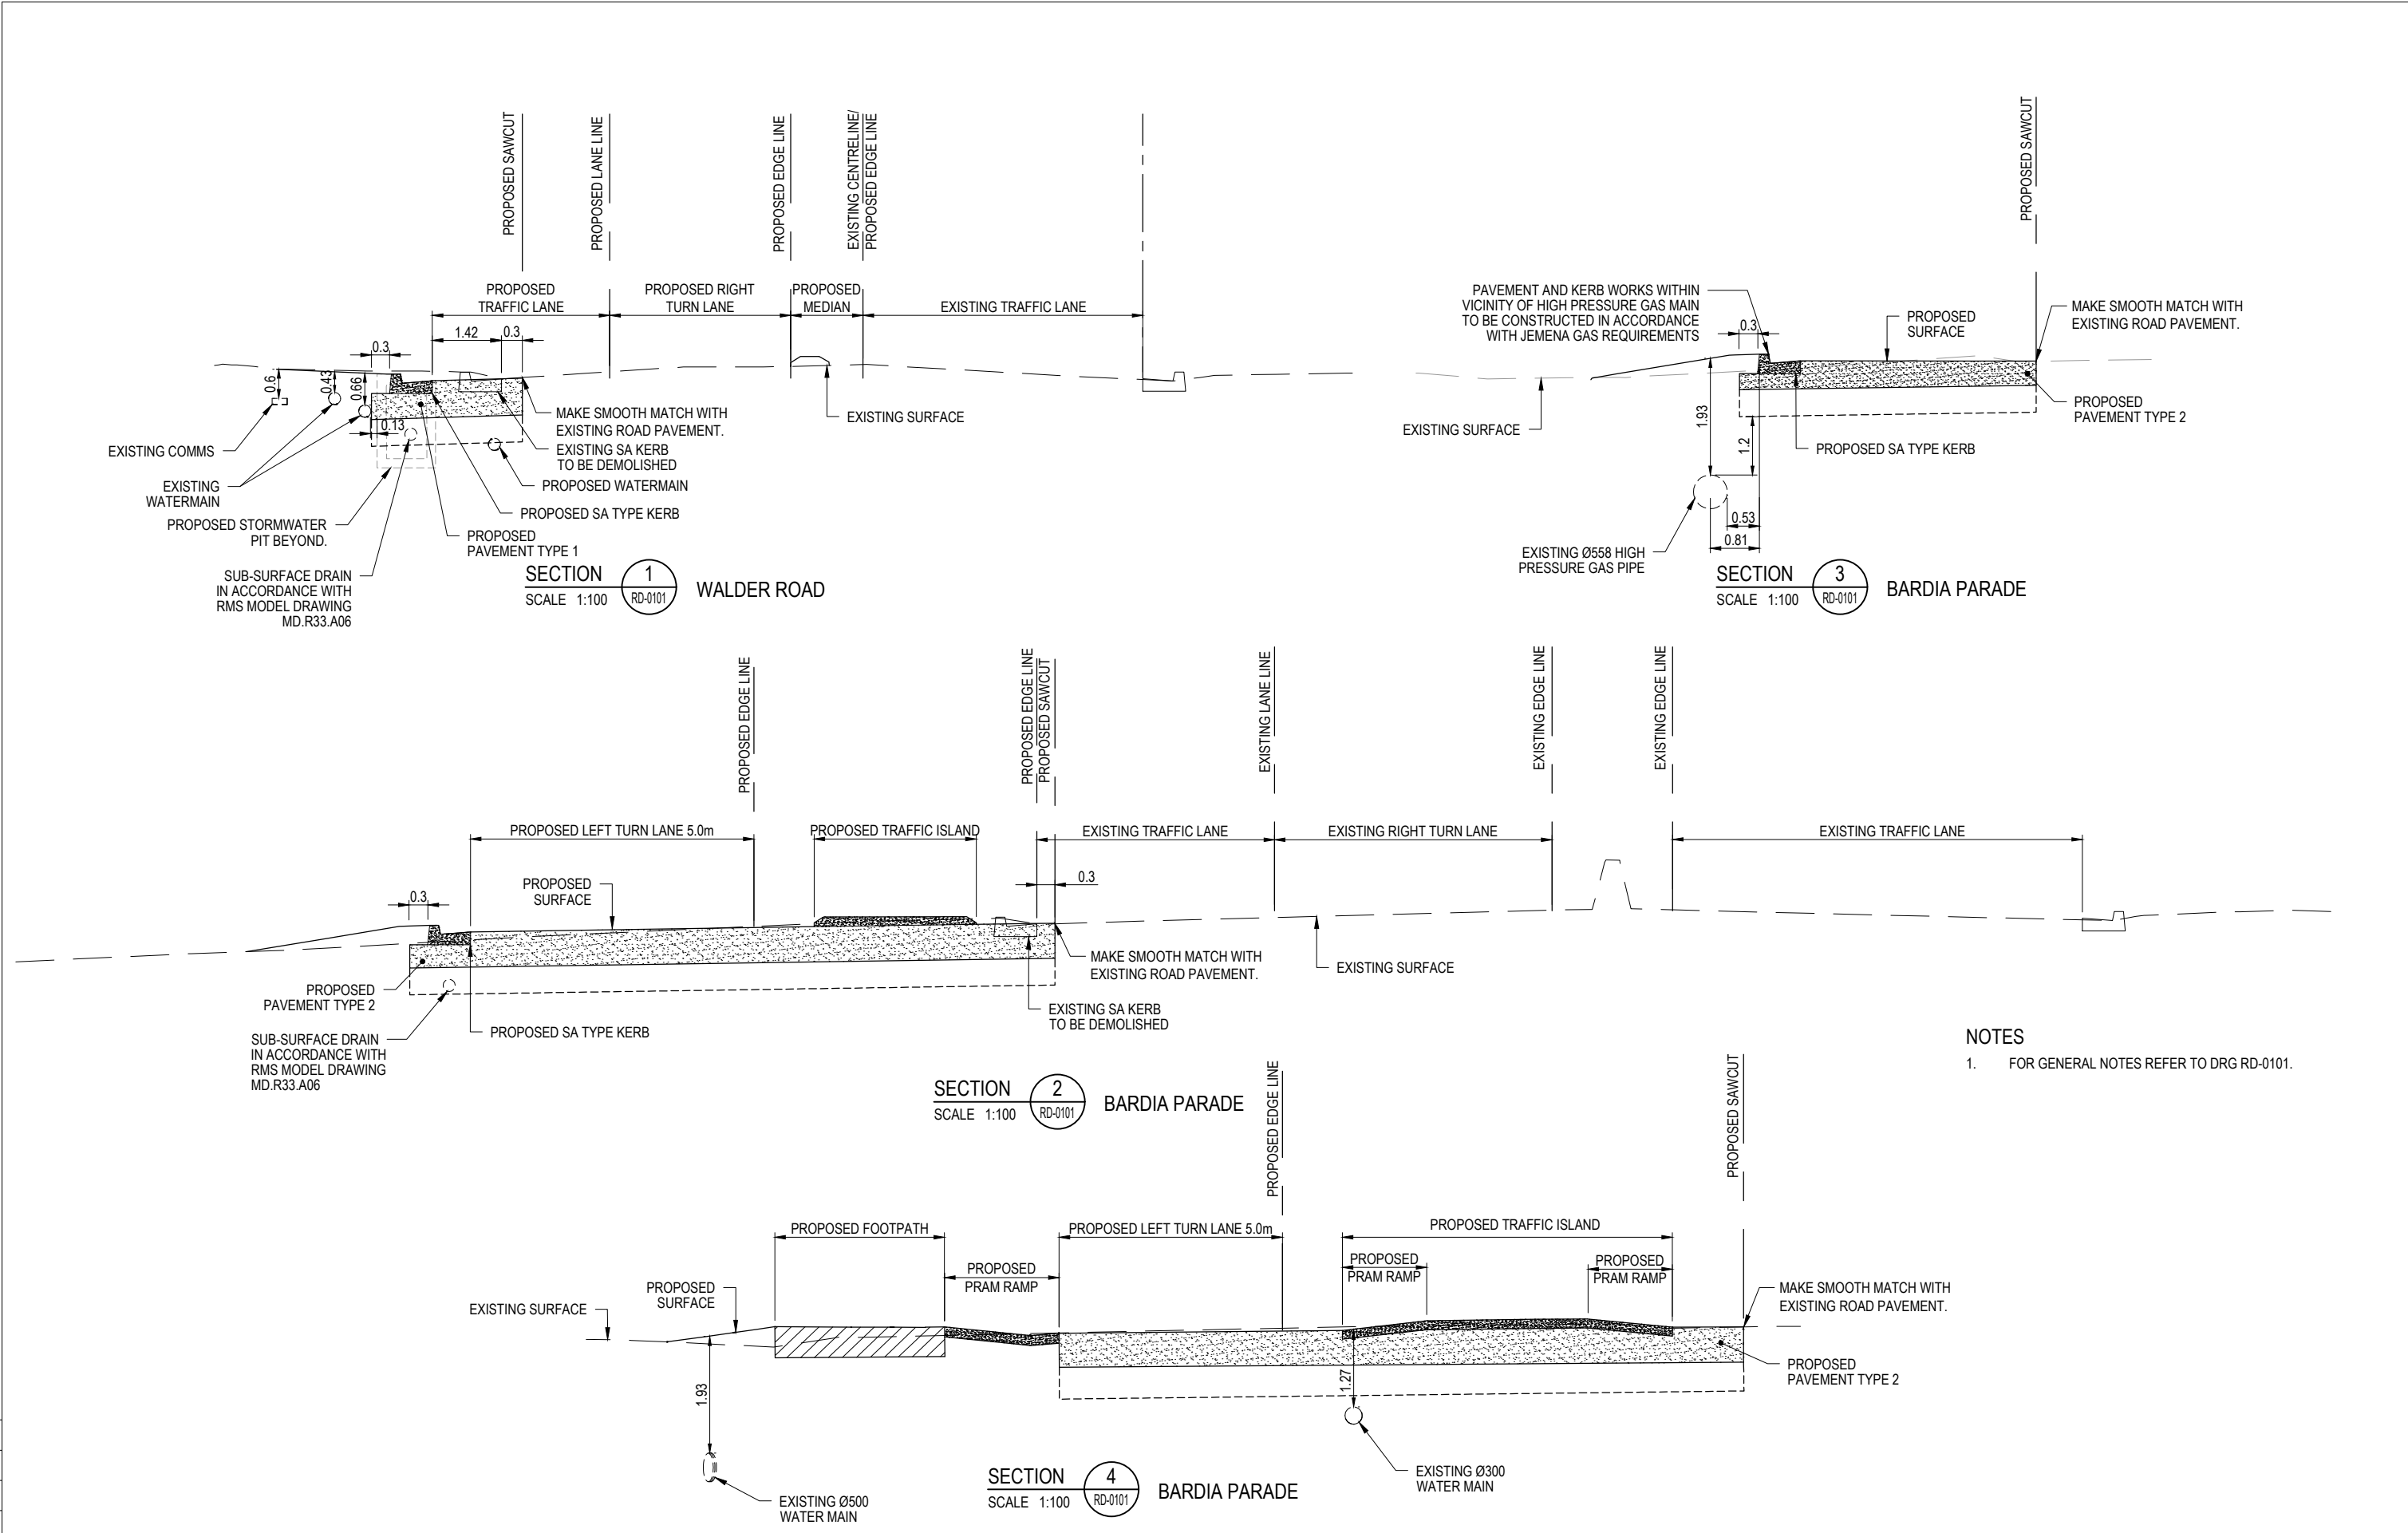 PROPOSED SAWCUT
PROPOSED LANE LINE
PROPOSED EDGE LINE
EXISTING CENTRELINE/
PROPOSED EDGE LINE
PROPOSED
TRAFFIC LANE
PROPOSED RIGHT
TURN LANE
PROPOSED
MEDIAN
EXISTING TRAFFIC LANE
1.42
0.3
0.3
0.6
0.43
0.66
0.13
EXISTING COMMS
EXISTING
WATERMAIN
PROPOSED STORMWATER
PIT BEYOND.
SUB-SURFACE DRAIN
IN ACCORDANCE WITH
RMS MODEL DRAWING
MD.R33.A06
MAKE SMOOTH MATCH WITH
EXISTING ROAD PAVEMENT.
EXISTING SA KERB
TO BE DEMOLISHED
PROPOSED WATERMAIN
PROPOSED SA TYPE KERB
PROPOSED
PAVEMENT TYPE 1
EXISTING SURFACE
SECTION
SCALE 1:100
1
RD-0101
WALDER ROAD
PROPOSED SAWCUT
PAVEMENT AND KERB WORKS WITHIN
VICINITY OF HIGH PRESSURE GAS MAIN
TO BE CONSTRUCTED IN ACCORDANCE
WITH JEMENA GAS REQUIREMENTS
0.3
PROPOSED
SURFACE
MAKE SMOOTH MATCH WITH
EXISTING ROAD PAVEMENT.
PROPOSED
PAVEMENT TYPE 2
EXISTING SURFACE
1.93
1.2
PROPOSED SA TYPE KERB
0.53
0.81
EXISTING Ø558 HIGH
PRESSURE GAS PIPE
SECTION
SCALE 1:100
3
RD-0101
BARDIA PARADE
PROPOSED EDGE LINE
PROPOSED EDGE LINE
PROPOSED SAWCUT
EXISTING LANE LINE
EXISTING EDGE LINE
EXISTING EDGE LINE
PROPOSED LEFT TURN LANE 5.0m
PROPOSED TRAFFIC ISLAND
EXISTING TRAFFIC LANE
EXISTING RIGHT TURN LANE
EXISTING TRAFFIC LANE
0.3
0.3
PROPOSED
SURFACE
PROPOSED
PAVEMENT TYPE 2
SUB-SURFACE DRAIN
IN ACCORDANCE WITH
RMS MODEL DRAWING
MD.R33.A06
PROPOSED SA TYPE KERB
MAKE SMOOTH MATCH WITH
EXISTING ROAD PAVEMENT.
EXISTING SA KERB
TO BE DEMOLISHED
EXISTING SURFACE
SECTION
SCALE 1:100
2
RD-0101
BARDIA PARADE
NOTES
1. FOR GENERAL NOTES REFER TO DRG RD-0101.
PROPOSED EDGE LINE
PROPOSED SAWCUT
PROPOSED FOOTPATH
PROPOSED
PRAM RAMP
PROPOSED LEFT TURN LANE 5.0m
PROPOSED TRAFFIC ISLAND
PROPOSED
PRAM RAMP
PROPOSED
PRAM RAMP
EXISTING SURFACE
PROPOSED
SURFACE
MAKE SMOOTH MATCH WITH
EXISTING ROAD PAVEMENT.
PROPOSED
PAVEMENT TYPE 2
1.93
1.27
EXISTING Ø500
WATER MAIN
EXISTING Ø300
WATER MAIN
SECTION
SCALE 1:100
4
RD-0101
BARDIA PARADE